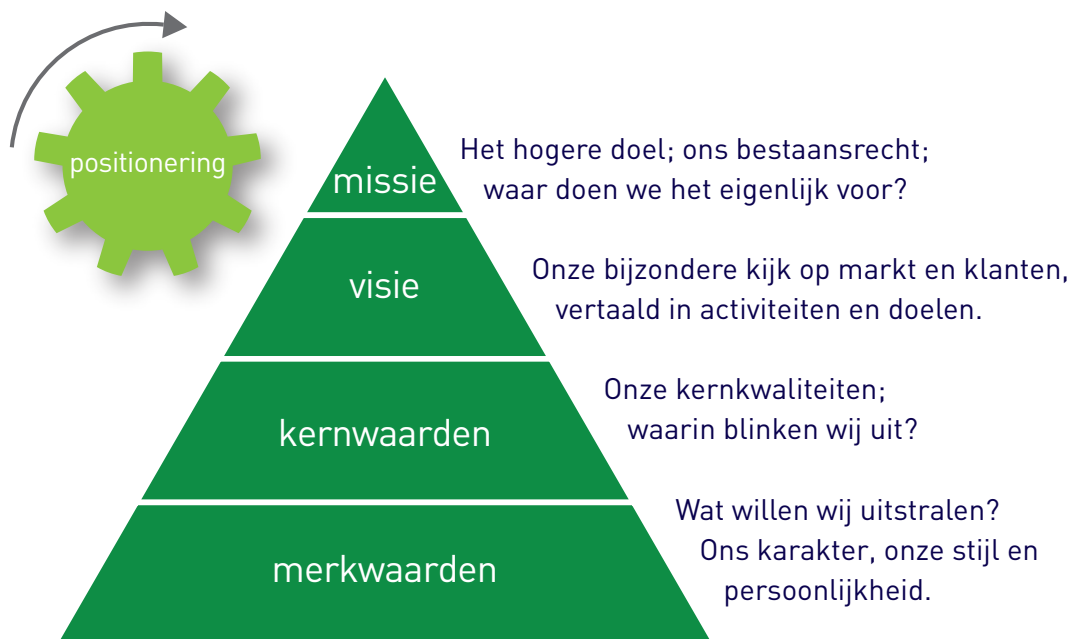 positionering
missie
Het hogere doel; ons bestaansrecht;
waar doen we het eigenlijk voor?
visie
Onze bijzondere kijk op markt en klanten,
vertaald in activiteiten en doelen.
kernwaarden
Onze kernkwaliteiten;
waarin blinken wij uit?
merkwaarden
Wat willen wij uitstralen?
Ons karakter, onze stijl en
persoonlijkheid.